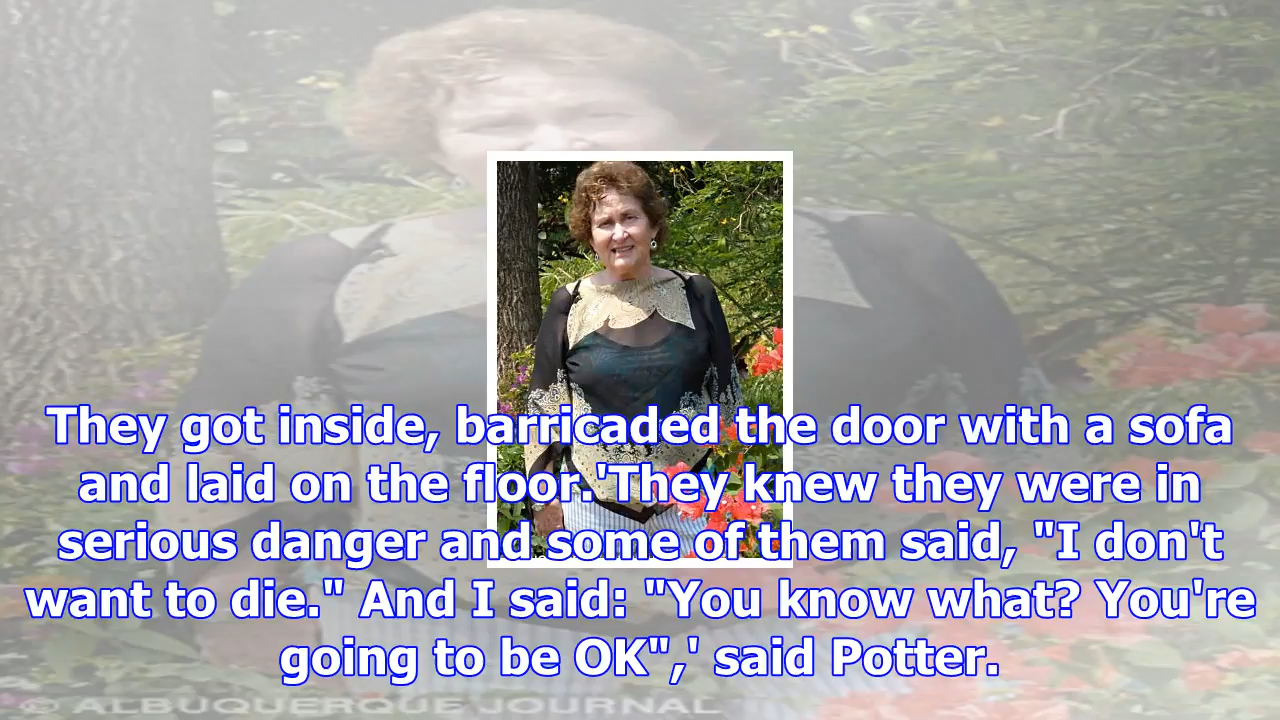 They got inside, barricaded the door with a sofa
and laid on the floor.'They knew they were in
serious danger and some of them said, "I don't
want to die." And I said: "You know what? You're
going to be OK",' said Potter.
© ALBUQUERQUE JOURNAL